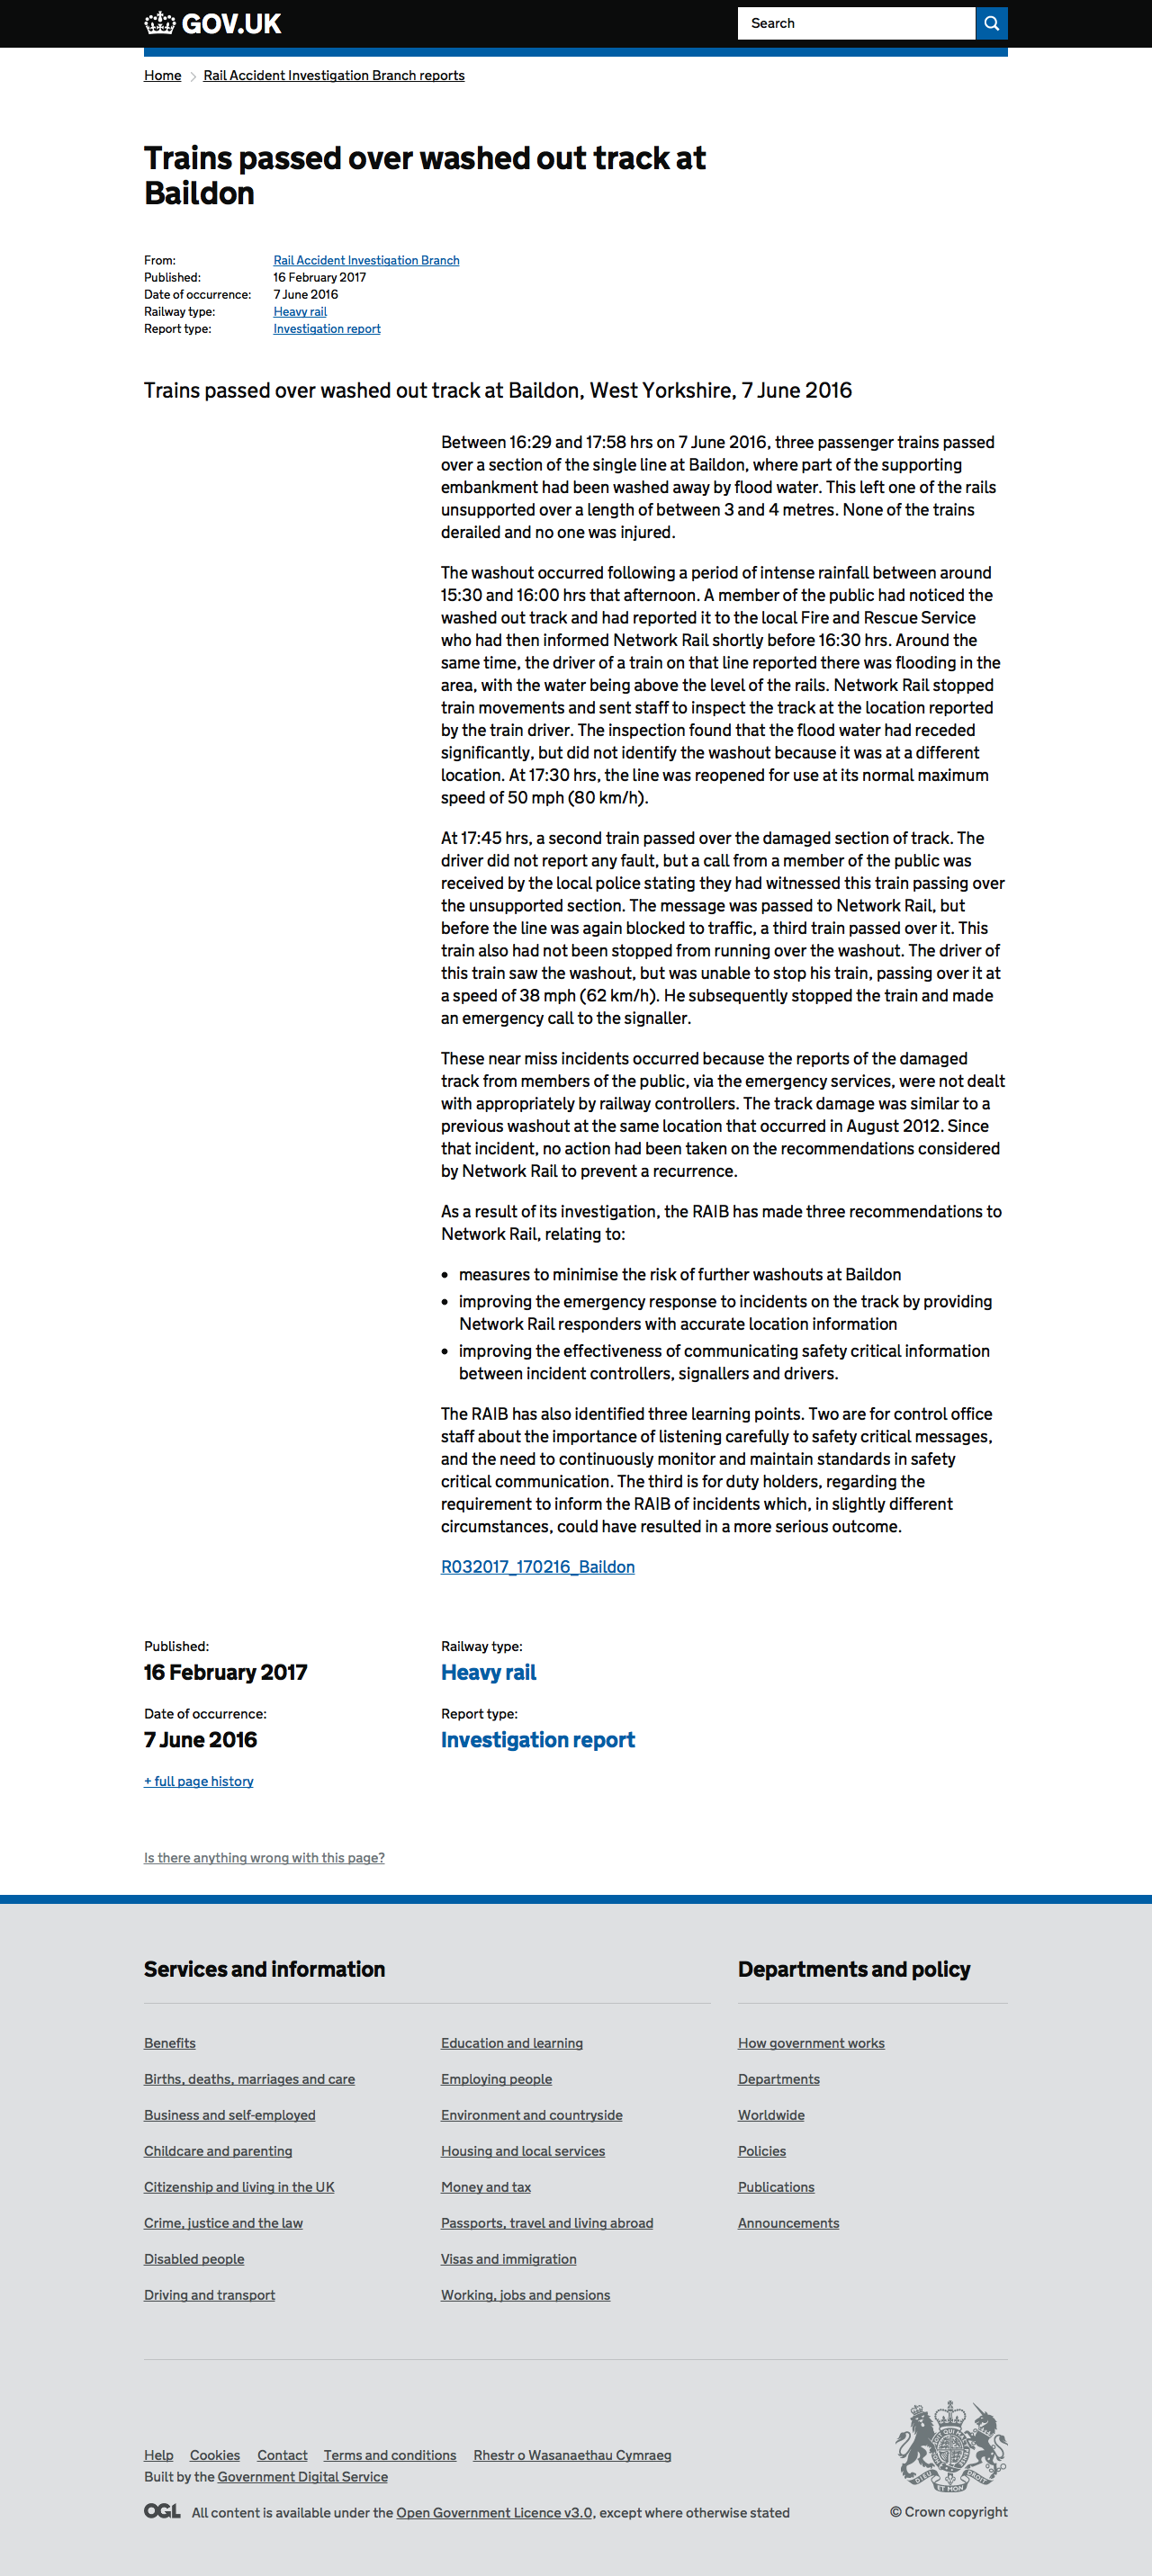 GOV.UK
Search
Home
Rail Accident Investigation Branch reports
Trains passed over washed out track at
Baildon
From: Rail Accident Investigation Branch
Published: 16 February 2017
Date of occurrence: 7 June 2016
Railway type: Heavy rail
Report type: Investigation report
Trains passed over washed out track at Baildon, West Yorkshire, 7 June 2016
Between 16:29 and 17:58 hrs on 7 June 2016, three passenger trains passed
over a section of the single line at Baildon, where part of the supporting
embankment had been washed away by flood water. This left one of the rails
unsupported over a length of between 3 and 4 metres. None of the trains
derailed and no one was injured.
The washout occurred following a period of intense rainfall between around
15:30 and 16:00 hrs that afternoon. A member of the public had noticed the
washed out track and had reported it to the local Fire and Rescue Service
who had then informed Network Rail shortly before 16:30 hrs. Around the
same time, the driver of a train on that line reported there was flooding in the
area, with the water being above the level of the rails. Network Rail stopped
train movements and sent staff to inspect the track at the location reported
by the train driver. The inspection found that the flood water had receded
significantly, but did not identify the washout because it was at a different
location. At 17:30 hrs, the line was reopened for use at its normal maximum
speed of 50 mph (80 km/h).
At 17:45 hrs, a second train passed over the damaged section of track. The
driver did not report any fault, but a call from a member of the public was
received by the local police stating they had witnessed this train passing over
the unsupported section. The message was passed to Network Rail, but
before the line was again blocked to traffic, a third train passed over it. This
train also had not been stopped from running over the washout. The driver of
this train saw the washout, but was unable to stop his train, passing over it at
a speed of 38 mph (62 km/h). He subsequently stopped the train and made
an emergency call to the signaller.
These near miss incidents occurred because the reports of the damaged
track from members of the public, via the emergency services, were not dealt
with appropriately by railway controllers. The track damage was similar to a
previous washout at the same location that occurred in August 2012. Since
that incident, no action had been taken on the recommendations considered
by Network Rail to prevent a recurrence.
As a result of its investigation, the RAIB has made three recommendations to
Network Rail, relating to:
• measures to minimise the risk of further washouts at Baildon
• improving the emergency response to incidents on the track by providing
Network Rail responders with accurate location information
• improving the effectiveness of communicating safety critical information
between incident controllers, signallers and drivers.
The RAIB has also identified three learning points. Two are for control office
staff about the importance of listening carefully to safety critical messages,
and the need to continuously monitor and maintain standards in safety
critical communication. The third is for duty holders, regarding the
requirement to inform the RAIB of incidents which, in slightly different
circumstances, could have resulted in a more serious outcome.
R032017_170216_Baildon
Published:
16 February 2017
Date of occurrence:
7 June 2016
+ full page history
Railway type:
Heavy rail
Report type:
Investigation report
Is there anything wrong with this page?
Services and information
Benefits
Births, deaths, marriages and care
Business and self-employed
Childcare and parenting
Citizenship and living in the UK
Crime, justice and the law
Disabled people
Driving and transport
Education and learning
Employing people
Environment and countryside
Housing and local services
Money and tax
Passports, travel and living abroad
Visas and immigration
Working, jobs and pensions
Departments and policy
How government works
Departments
Worldwide
Policies
Publications
Announcements
Help Cookies Contact Terms and conditions Rhestr o Wasanaethau Cymraeg
Built by the Government Digital Service
OGL All content is available under the Open Government Licence v3.0, except where otherwise stated
DIEU ET MON DROIT
© Crown copyright